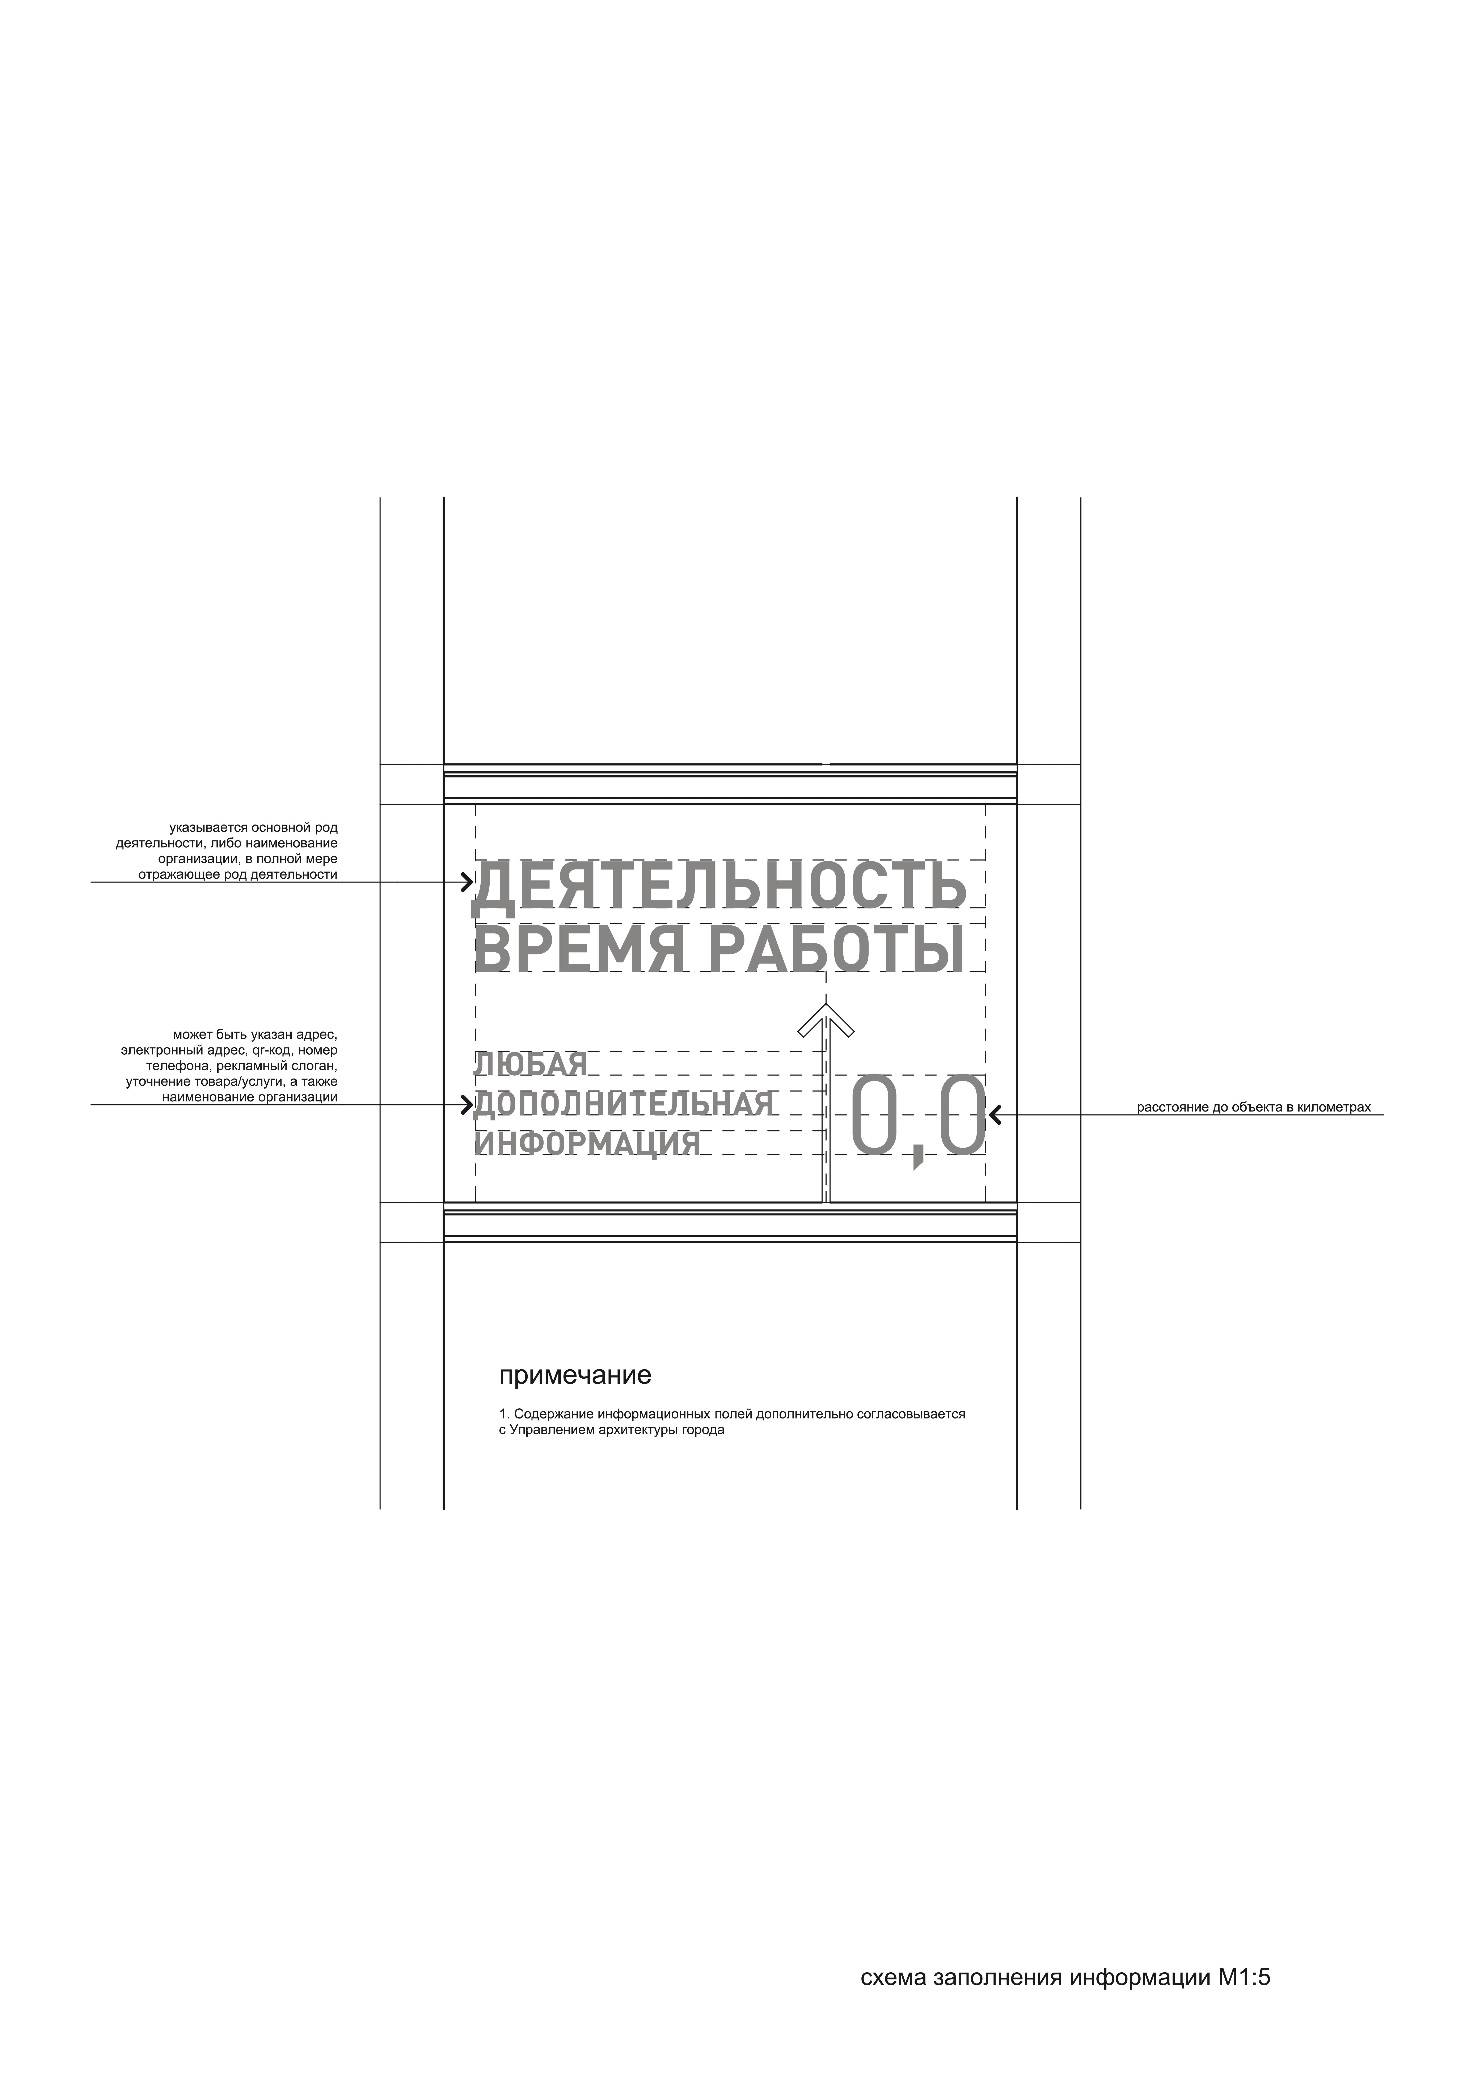 указывается основной род
деятельности, либо наименование
организации, в полной мере
отражающее род деятельности
ДЕЯТЕЛЬНОСТЬ
ВРЕМЯ РАБОТЫ
может быть указан адрес,
электронный адрес, qr-код, номер
телефона, рекламный слоган,
уточнение товара/услуги, а также
наименование организации
ЛЮБАЯ
ДОПОЛНИТЕЛЬНАЯ
ИНФОРМАЦИЯ
0,0
расстояние до объекта в километрах
примечание
1. Содержание информационных полей дополнительно согласовывается
с Управлением архитектуры города
схема заполнения информации М1:5